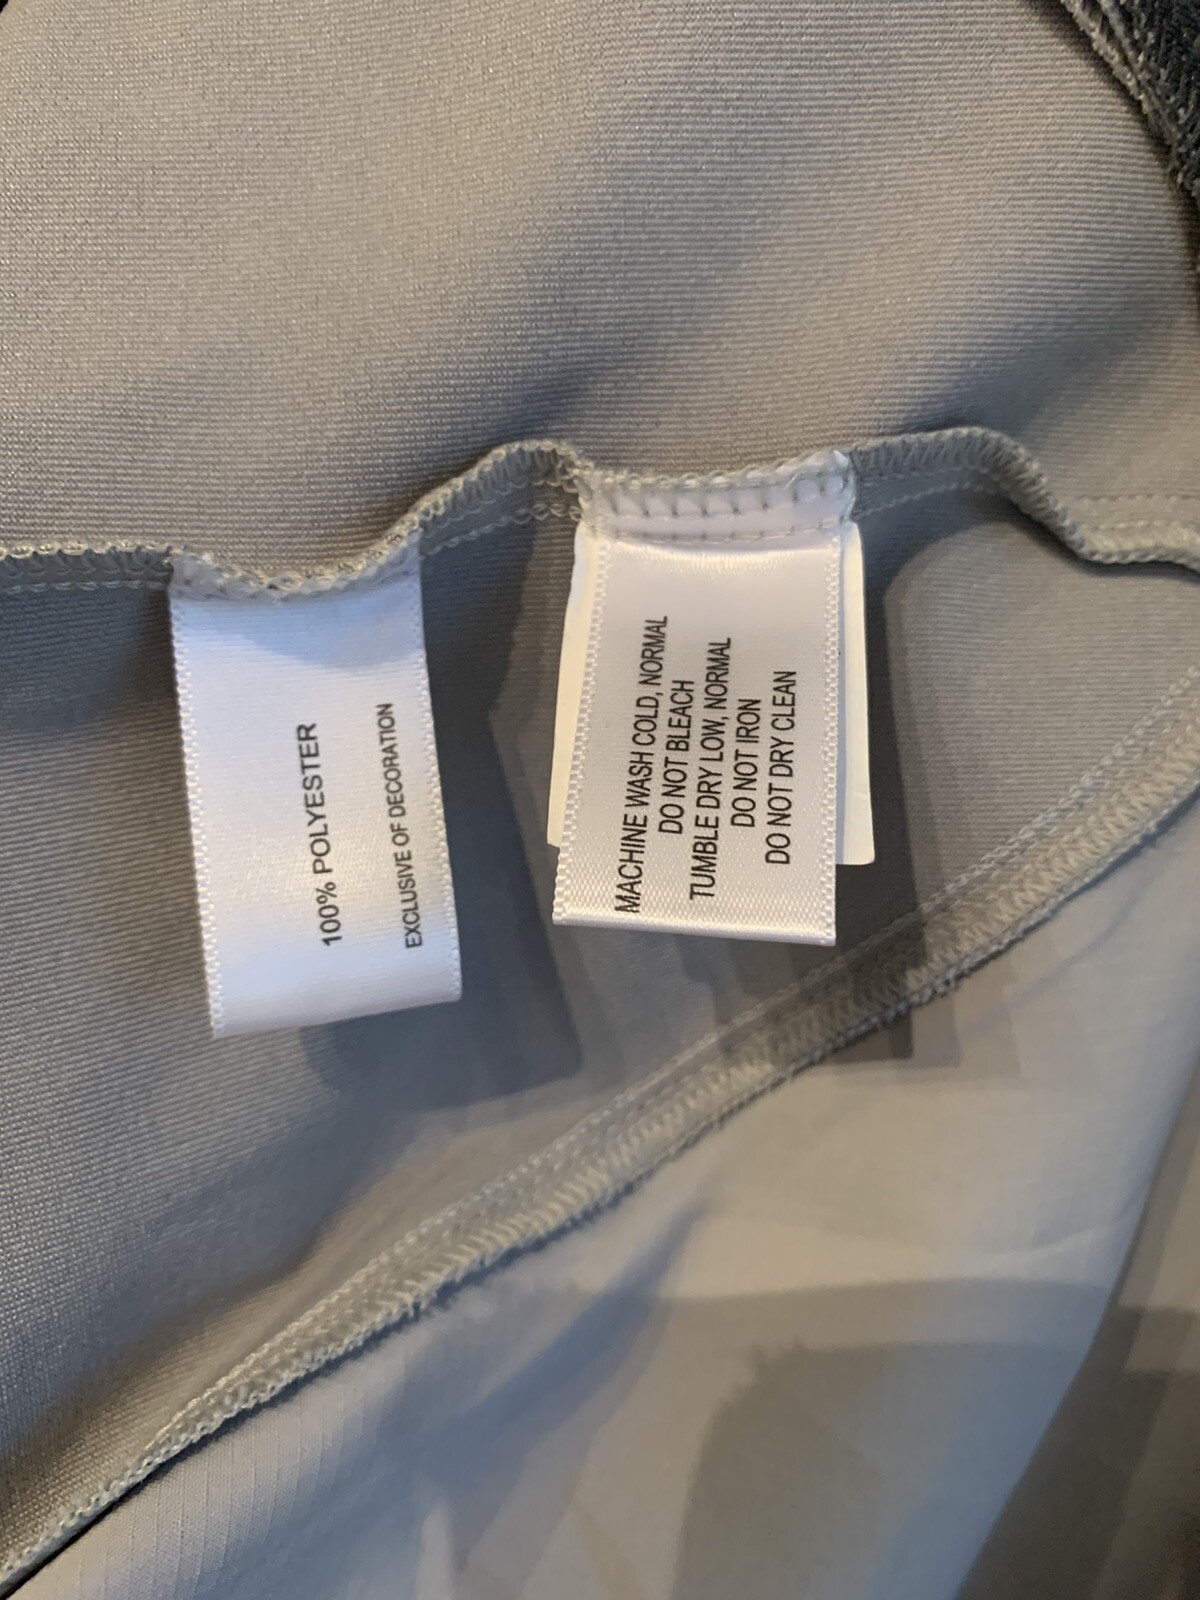 100% POLYESTER
EXCLUSIVE OF DECORATION
MACHINE WASH COLD, NORMAL
DO NOT BLEACH
TUMBLE DRY LOW, NORMAL
DO NOT IRON
DO NOT DRY CLEAN